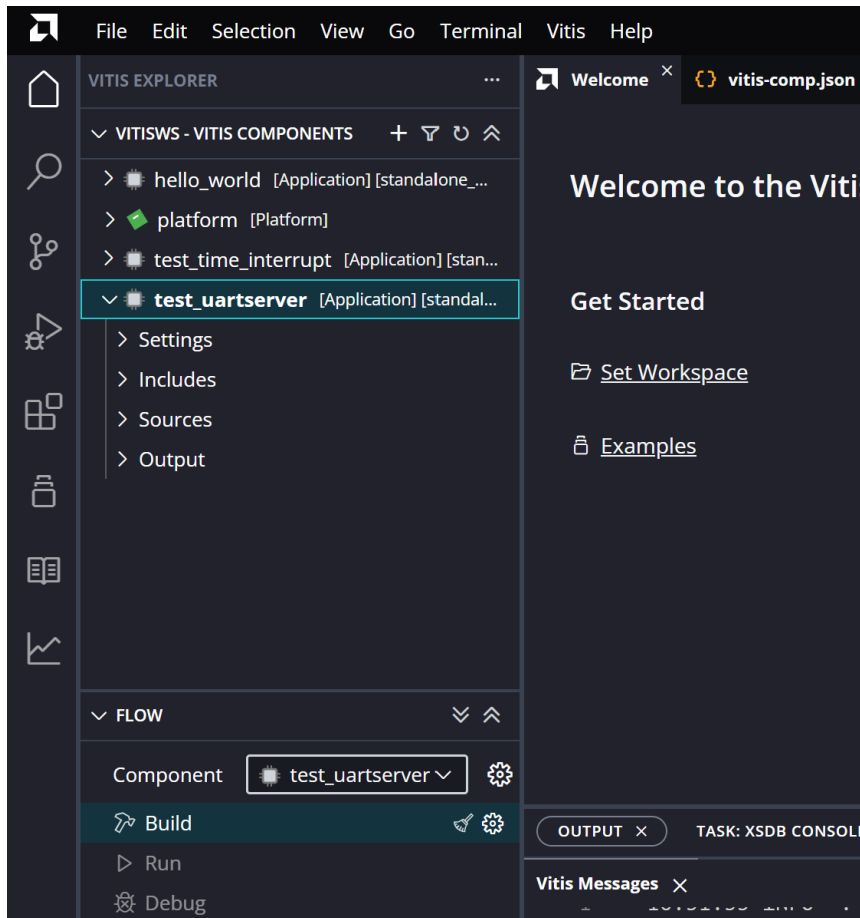 File Edit Selection View Go Terminal Vitis Help
VITIS EXPLORER ...
Welcome × {} vitis-comp.json
VITISWS - VITIS COMPONENTS
hello_world [Application] [standalone_...
platform [Platform]
test_time_interrupt [Application] [stan...
test_uartserver [Application] [standal...
Settings
Includes
Sources
Output
Welcome to the Viti
Get Started
Set Workspace
Examples
FLOW
Component test_uartserver
Build
Run
Debug
OUTPUT × TASK: XSDB CONSOL
Vitis Messages ×